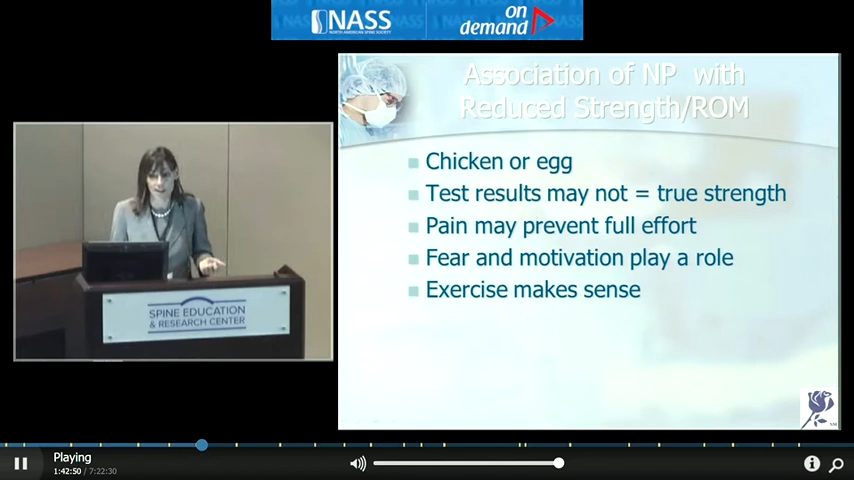 NASS
NORTH AMERICAN SPINE SOCIETY
on
demand
Association of NP with
Reduced Strength/ROM
Chicken or egg
Test results may not = true strength
Pain may prevent full effort
Fear and motivation play a role
Exercise makes sense
SPINE EDUCATION
& RESEARCH CENTER
Playing
1:42:50 / 7:22:30